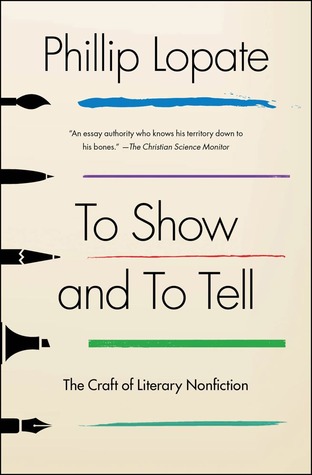 Phillip Lopate
“An essay authority who knows his territory down to
his bones.” —The Christian Science Monitor
To Show
and To Tell
The Craft of Literary Nonfiction